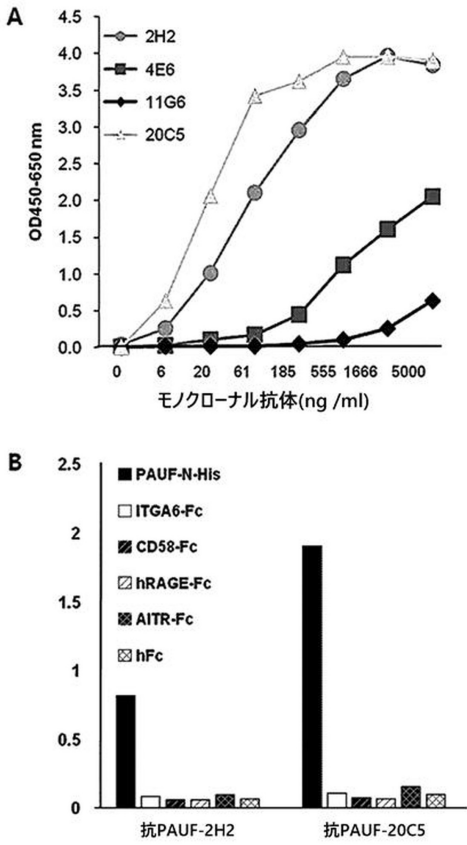 A
2H2
4E6
11G6
20C5
OD450-650 nm
4.5
4.0
3.5
3.0
2.5
2.0
1.5
1.0
0.5
0.0
0 6 20 61 185 555 1666 5000
モノクローナル抗体(ng /ml)
B
2.5
2
1.5
1
0.5
0
PAUF-N-His
ITGA6-Fc
CD58-Fc
hRAGE-Fc
AITR-Fc
hFc
抗PAUF-2H2 抗PAUF-20C5